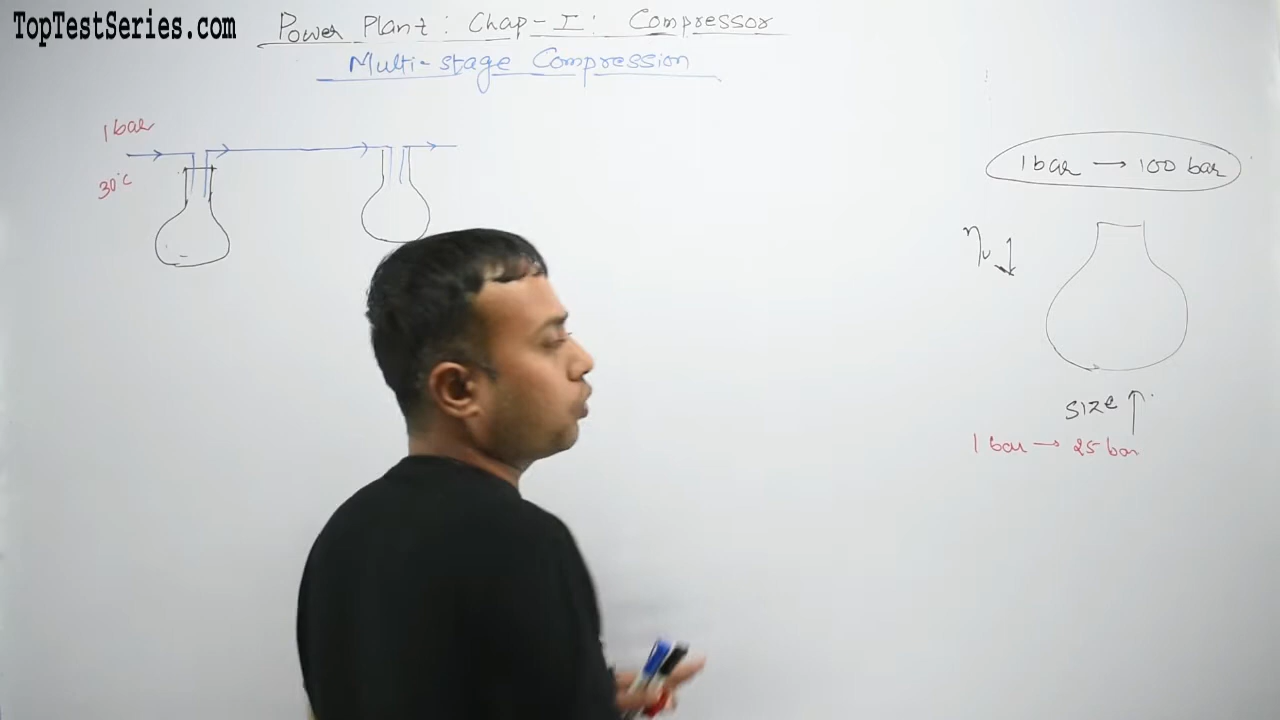 TopTestSeries.com
Power Plant : Chap-I : Compressor
Multi-stage Compression
1 bar
30°C
1 bar → 100 bar
ηv ↓
SIZE ↑
1 bar → 25 bar